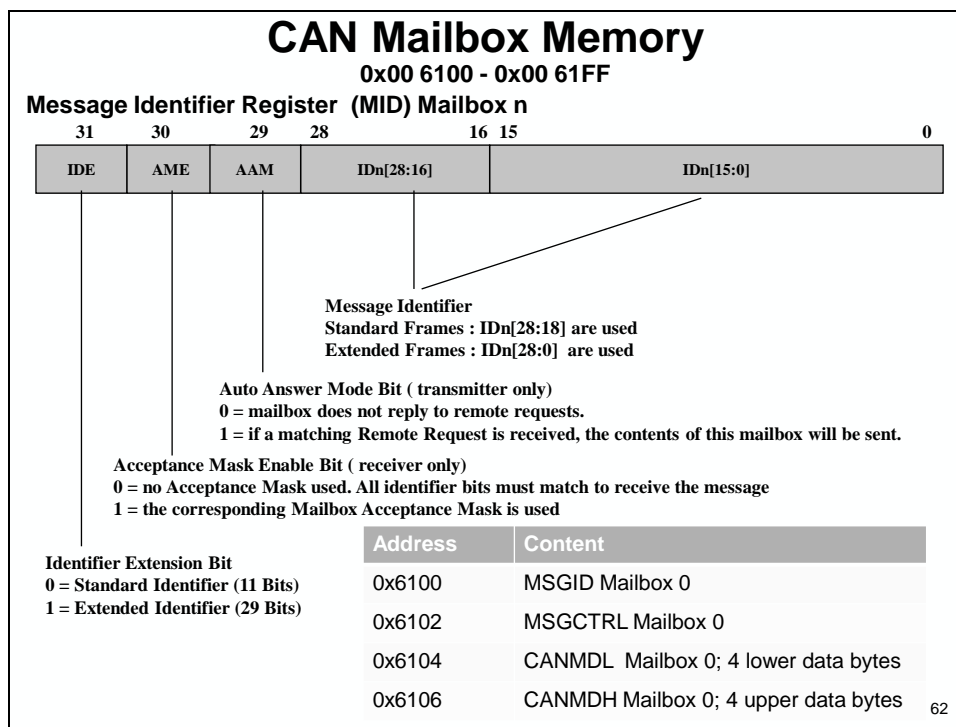 CAN Mailbox Memory
0x00 6100 - 0x00 61FF
Message Identifier Register (MID) Mailbox n
31 30 29 28 16 15 0
IDE AME AAM IDn[28:16] IDn[15:0]
Message Identifier
Standard Frames : IDn[28:18] are used
Extended Frames : IDn[28:0] are used
Auto Answer Mode Bit ( transmitter only)
0 = mailbox does not reply to remote requests.
1 = if a matching Remote Request is received, the contents of this mailbox will be sent.
Acceptance Mask Enable Bit ( receiver only)
0 = no Acceptance Mask used. All identifier bits must match to receive the message
1 = the corresponding Mailbox Acceptance Mask is used
Identifier Extension Bit
0 = Standard Identifier (11 Bits)
1 = Extended Identifier (29 Bits)
Address Content
0x6100 MSGID Mailbox 0
0x6102 MSGCTRL Mailbox 0
0x6104 CANMDL Mailbox 0; 4 lower data bytes
0x6106 CANMDH Mailbox 0; 4 upper data bytes
62